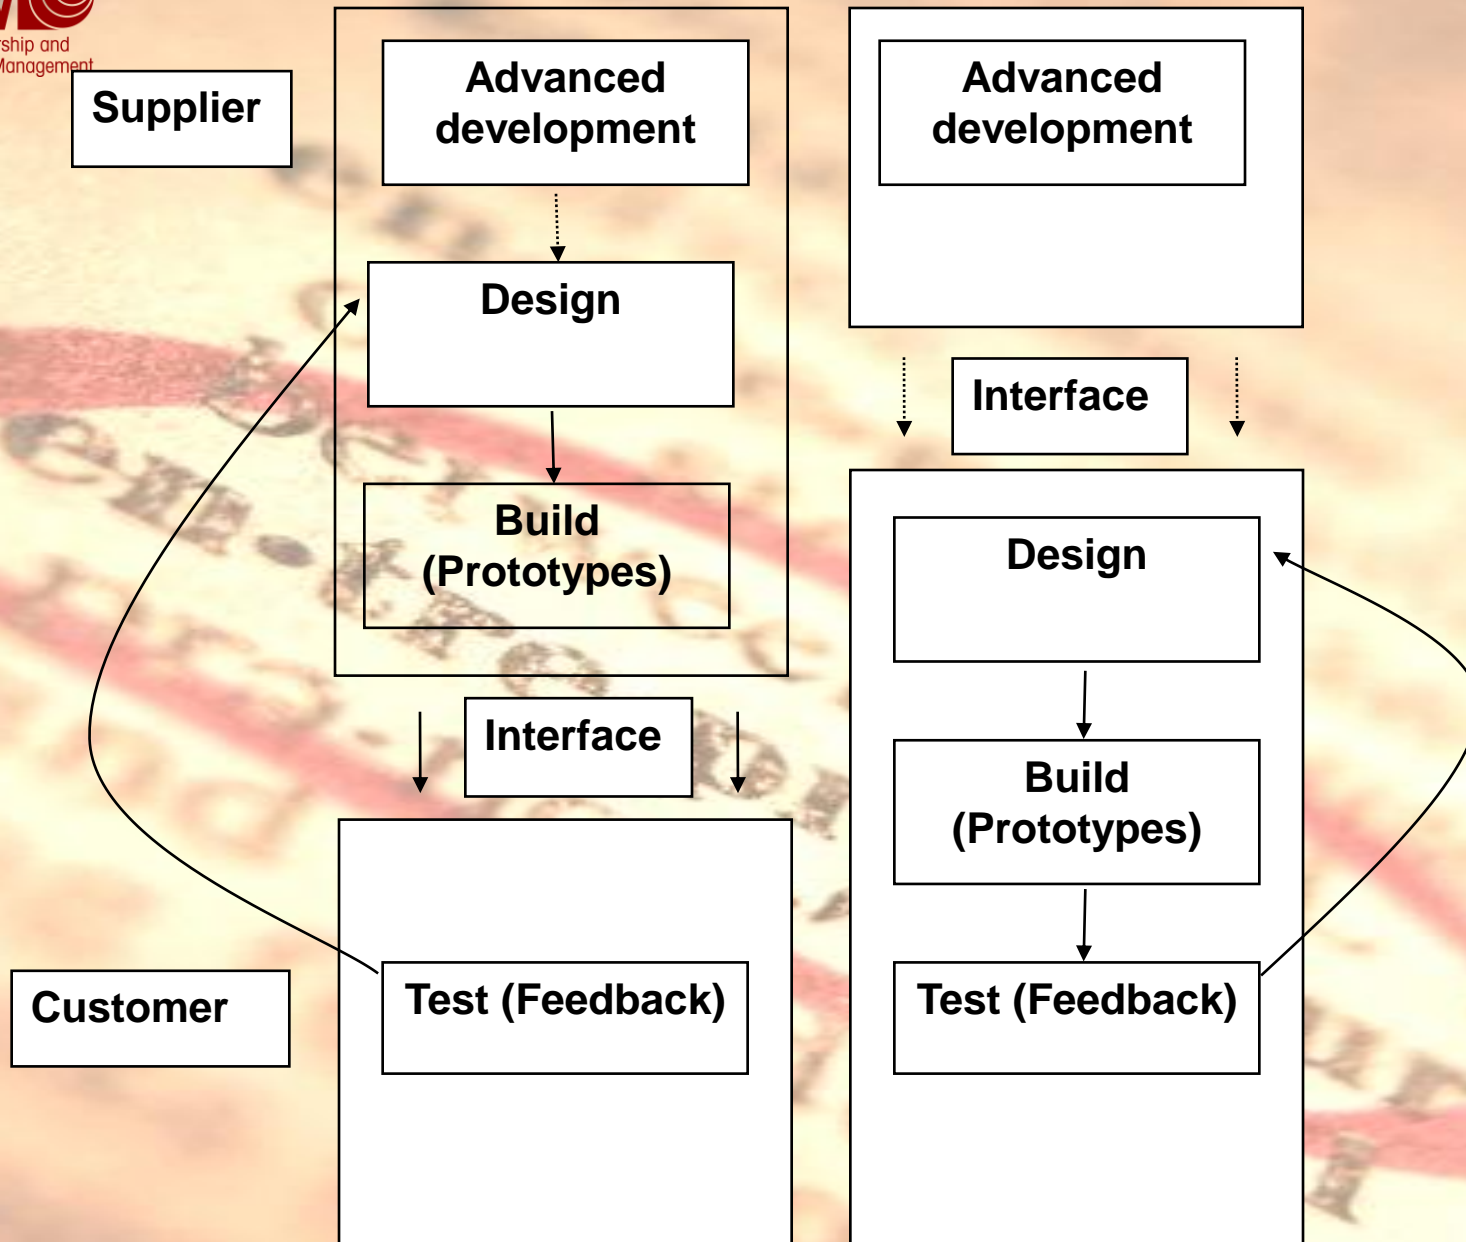 ship and
Management
Supplier
Advanced
development
Design
Build
(Prototypes)
Interface
Customer
Test (Feedback)
Advanced
development
Interface
Design
Build
(Prototypes)
Test (Feedback)